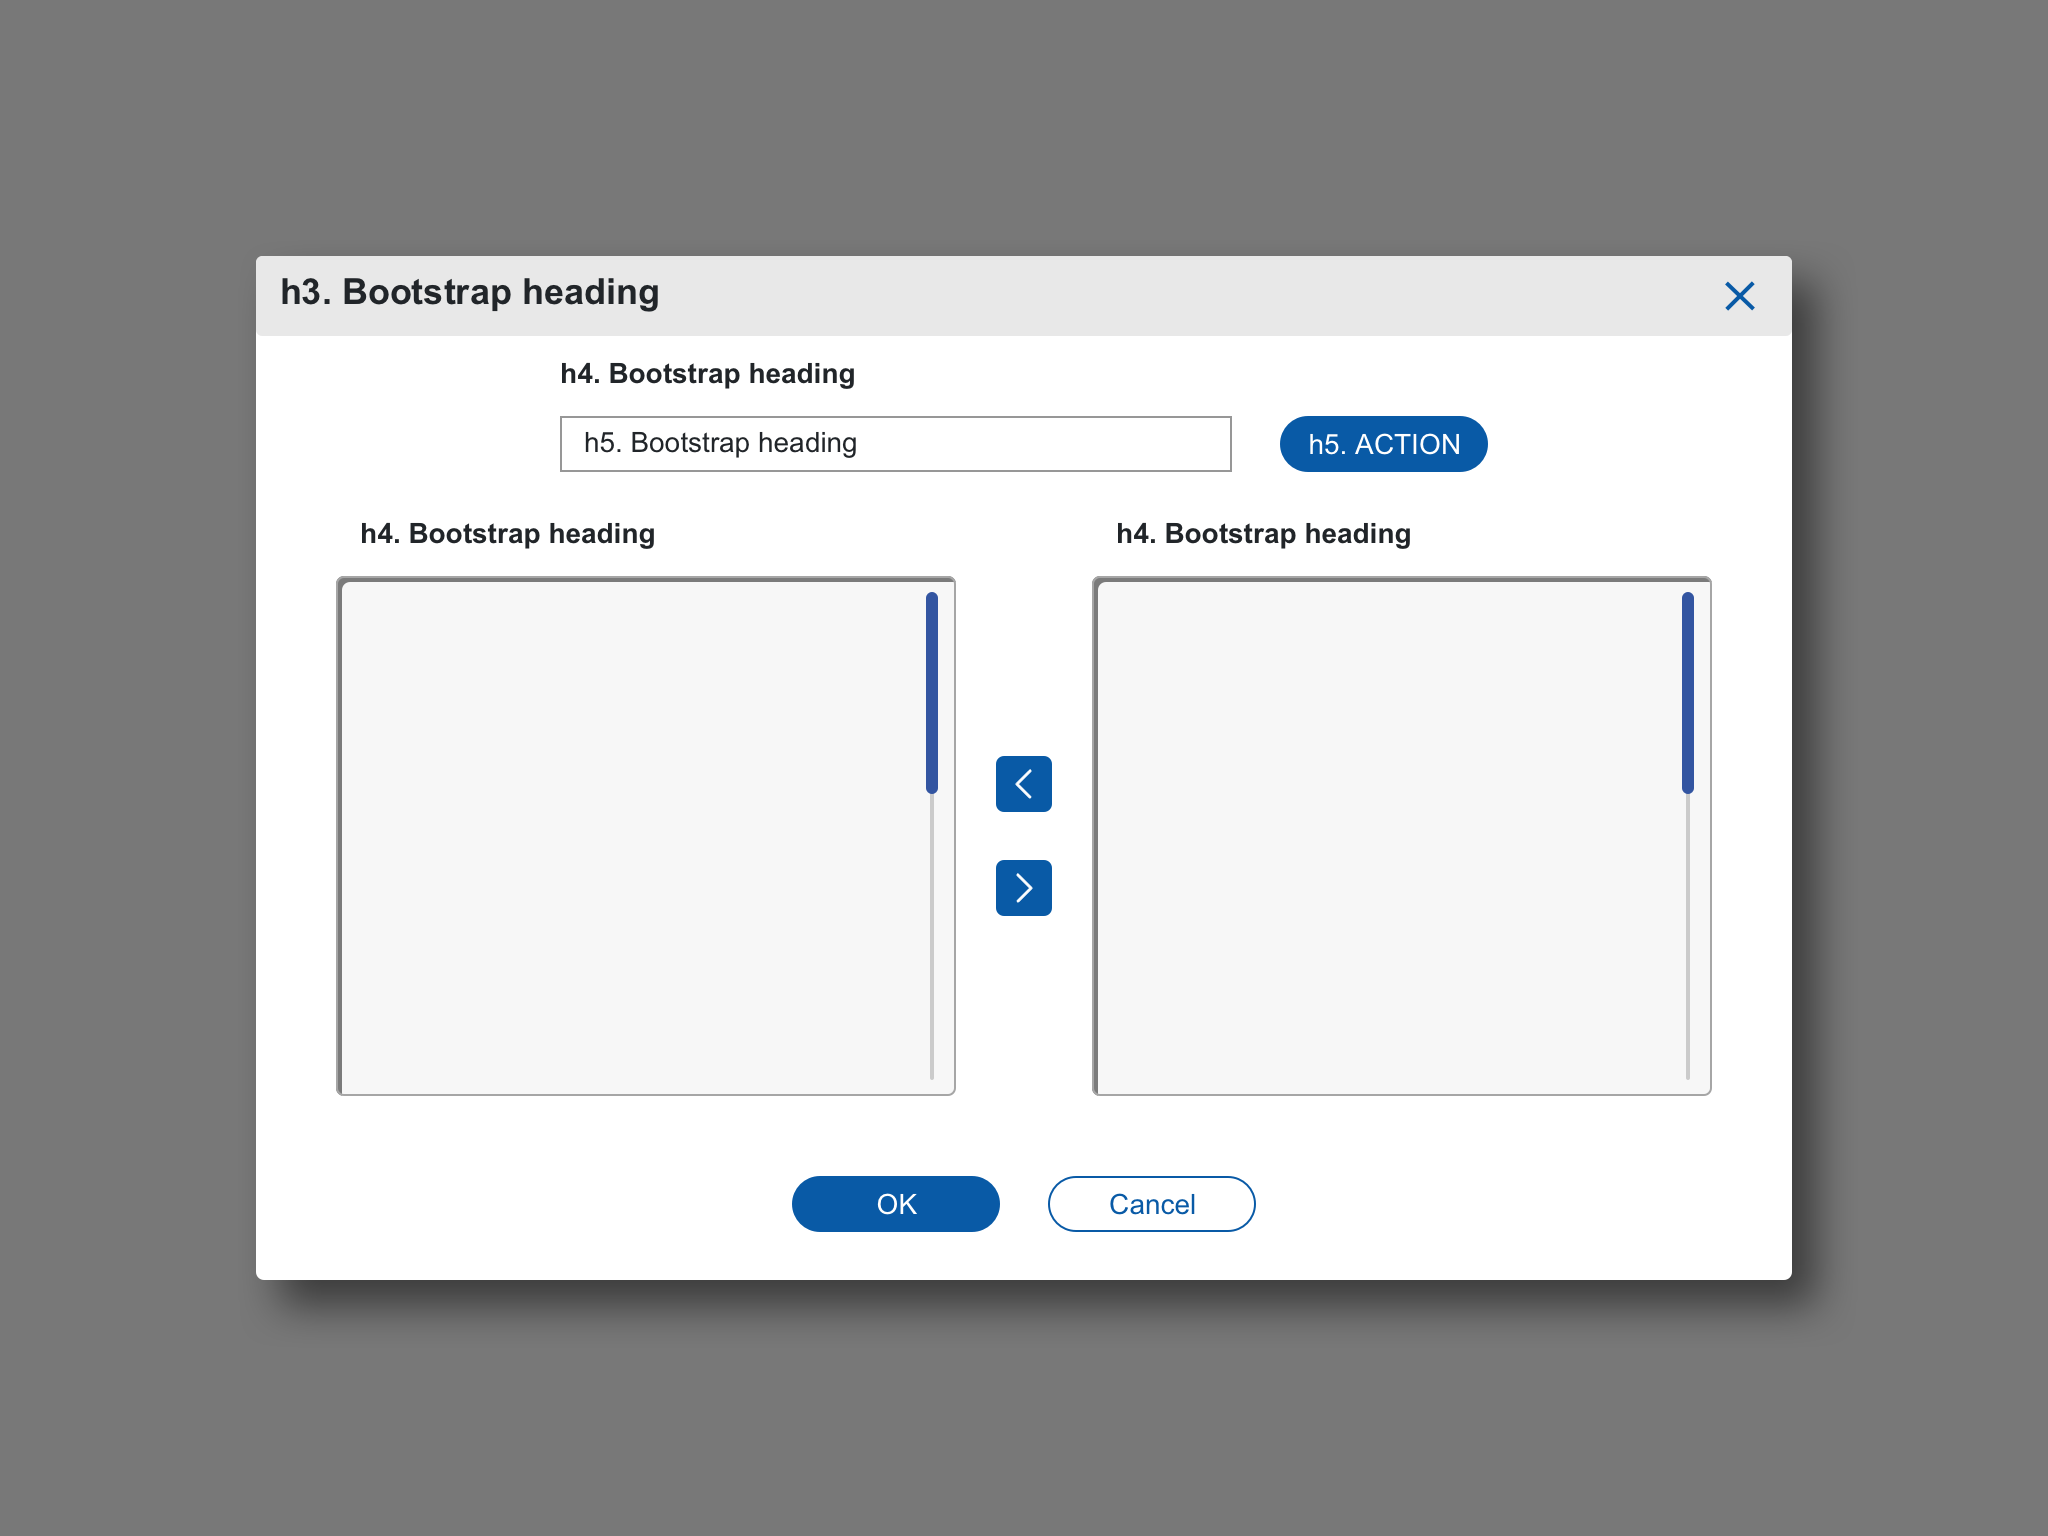 h3. Bootstrap heading
h4. Bootstrap heading
h5. Bootstrap heading
h5. ACTION
h4. Bootstrap heading
h4. Bootstrap heading
OK
Cancel